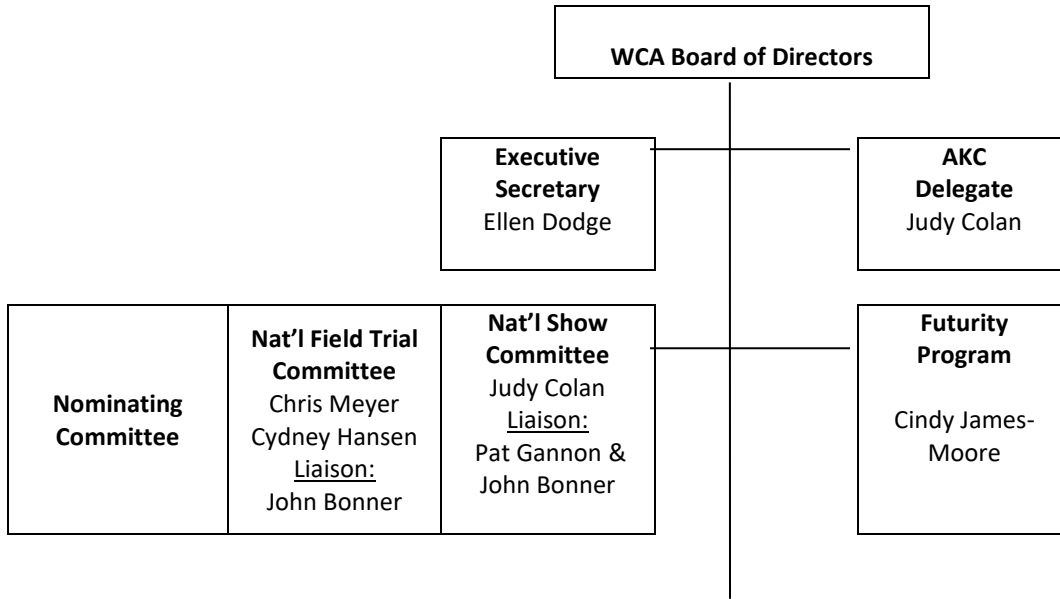 WCA Board of Directors
Executive
Secretary
Ellen Dodge
AKC
Delegate
Judy Colan
Nominating
Committee
Nat’l Field Trial
Committee
Chris Meyer
Cydney Hansen
Liaison:
John Bonner
Nat’l Show
Committee
Judy Colan
Liaison:
Pat Gannon &
John Bonner
Futurity
Program
Cindy James-
Moore